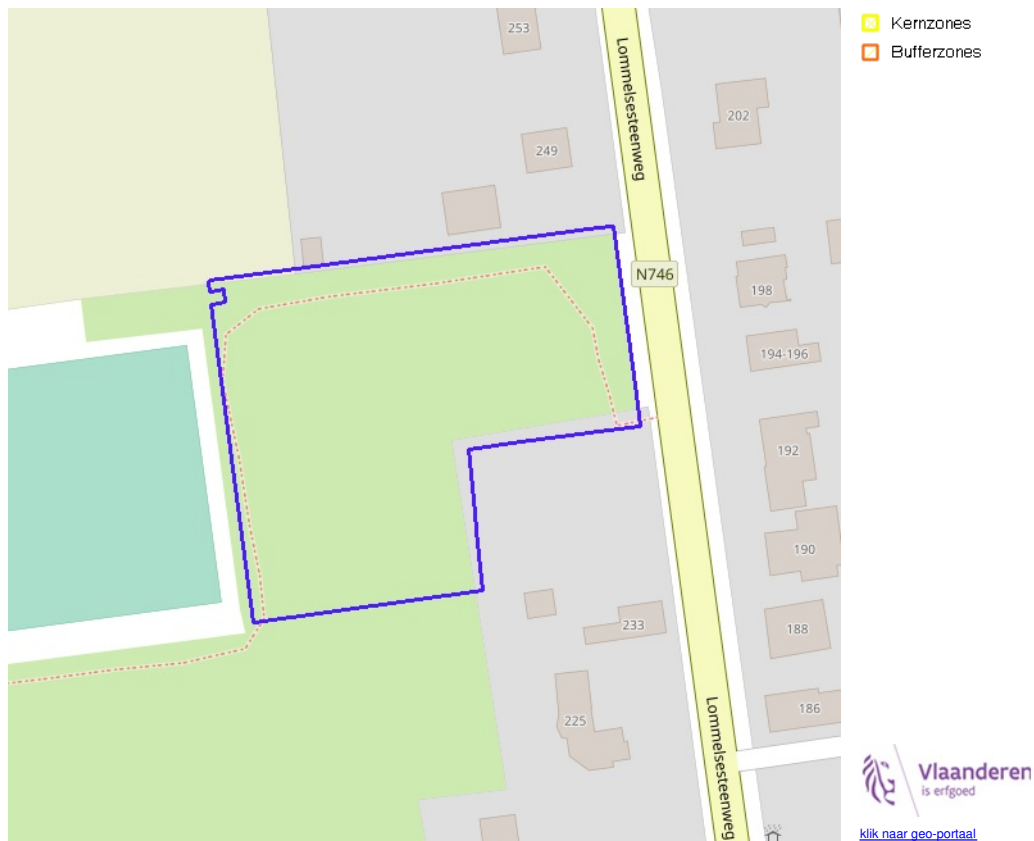 253
Lommelsesteenweg
202
249
N746
198
194-196
192
190
233
188
186
225
Lommelsesteenweg
Kernzones
Bufferzones
Vlaanderen
is erfgoed
klik naar geo-portaal